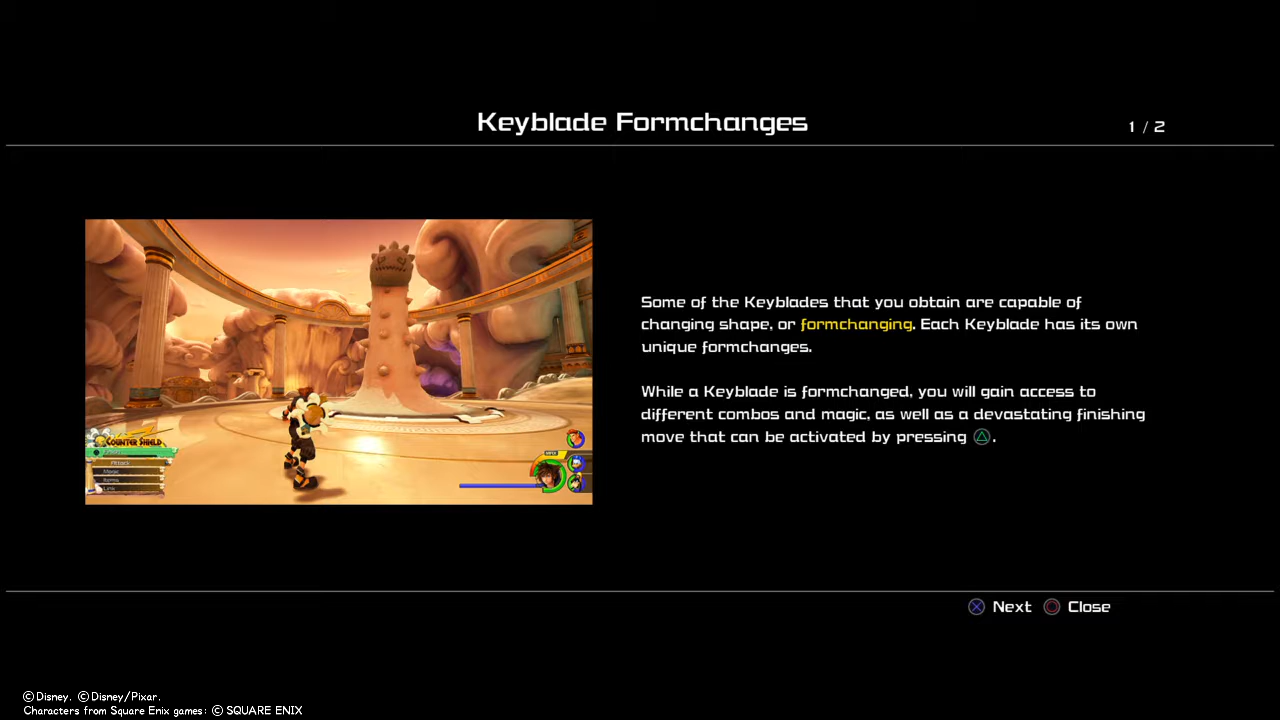 Keyblade Formchanges
1 / 2
Some of the Keyblades that you obtain are capable of
changing shape, or formchanging. Each Keyblade has its own
unique formchanges.
While a Keyblade is formchanged, you will gain access to
different combos and magic, as well as a devastating finishing
move that can be activated by pressing .
COUNTER SHIELD
Attack
Magic
Items
Link
Next Close
©Disney. ©Disney/Pixar.
Characters from Square Enix games: © SQUARE ENIX